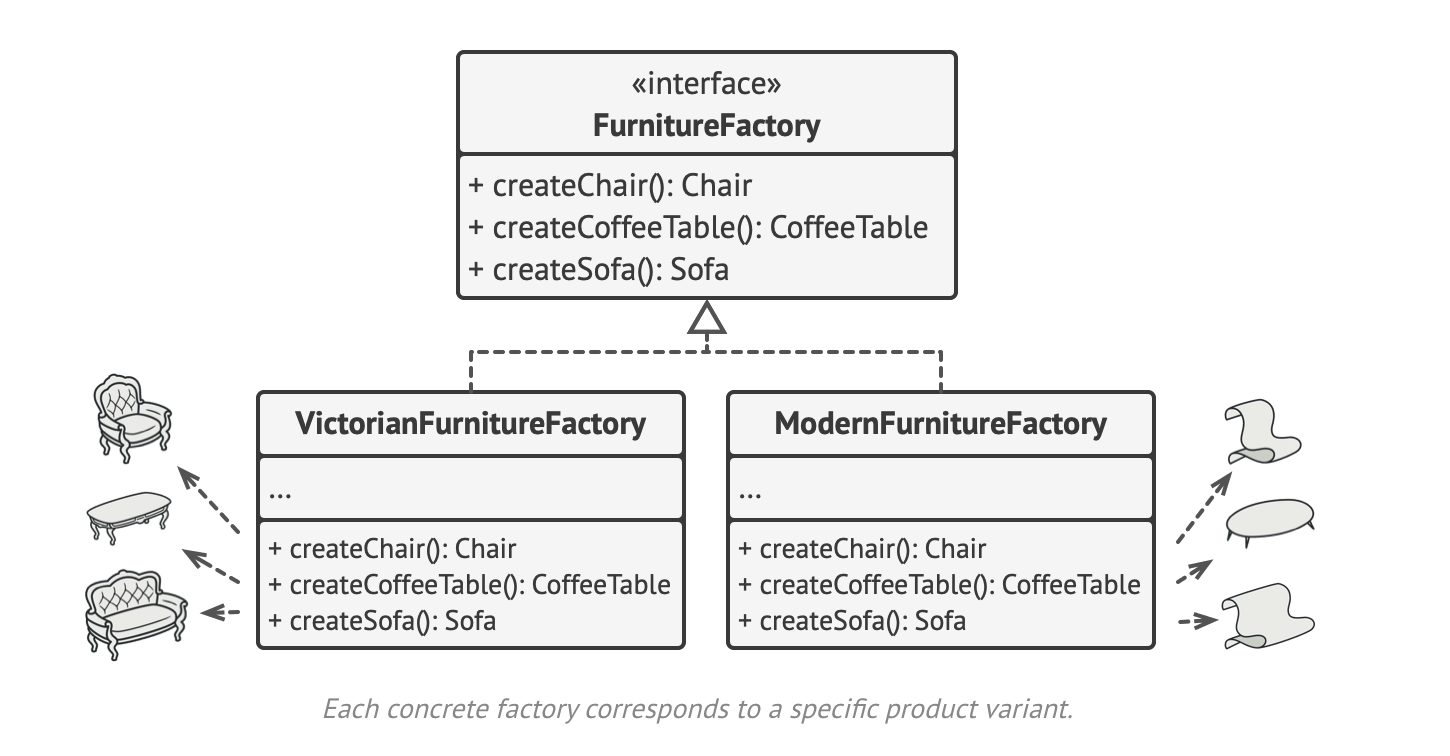 «interface»
FurnitureFactory
+ createChair(): Chair
+ createCoffeeTable(): CoffeeTable
+ createSofa(): Sofa
VictorianFurnitureFactory
...
+ createChair(): Chair
+ createCoffeeTable(): CoffeeTable
+ createSofa(): Sofa
ModernFurnitureFactory
...
+ createChair(): Chair
+ createCoffeeTable(): CoffeeTable
+ createSofa(): Sofa
Each concrete factory corresponds to a specific product variant.